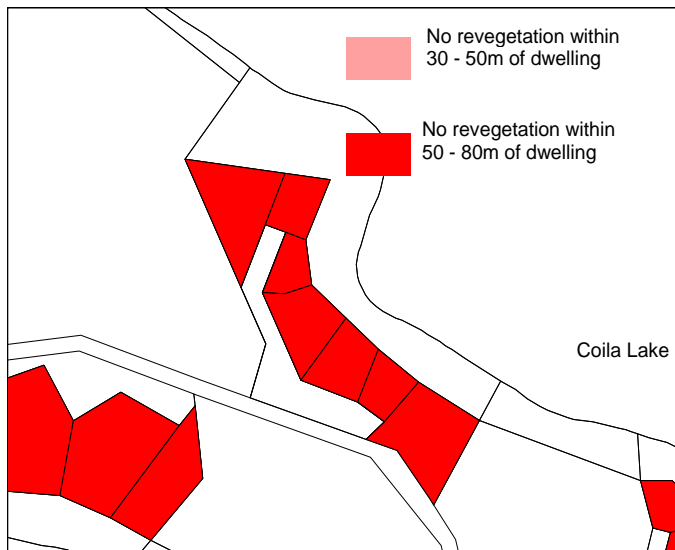 No revegetation within
30 - 50m of dwelling
No revegetation within
50 - 80m of dwelling
Coila Lake